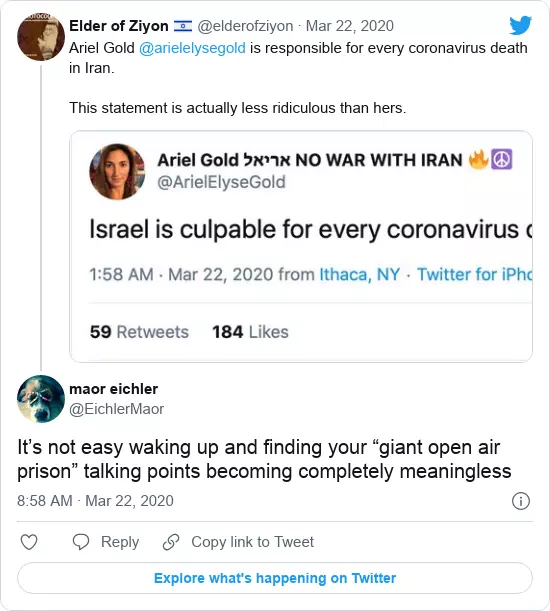 Elder of Ziyon 🇮🇱 @elderofziyon · Mar 22, 2020
Ariel Gold @arielelysegold is responsible for every coronavirus death
in Iran.
This statement is actually less ridiculous than hers.
Ariel Gold אריאל NO WAR WITH IRAN 🔥☮️
@ArielElyseGold
Israel is culpable for every coronavirus
1:58 AM · Mar 22, 2020 from Ithaca, NY · Twitter for
59 Retweets 184 Likes
maor eichler
@EichlerMaor
It’s not easy waking up and finding your “giant open air
prison” talking points becoming completely meaningless
8:58 AM · Mar 22, 2020
Reply Copy link to Tweet
Explore what's happening on Twitter